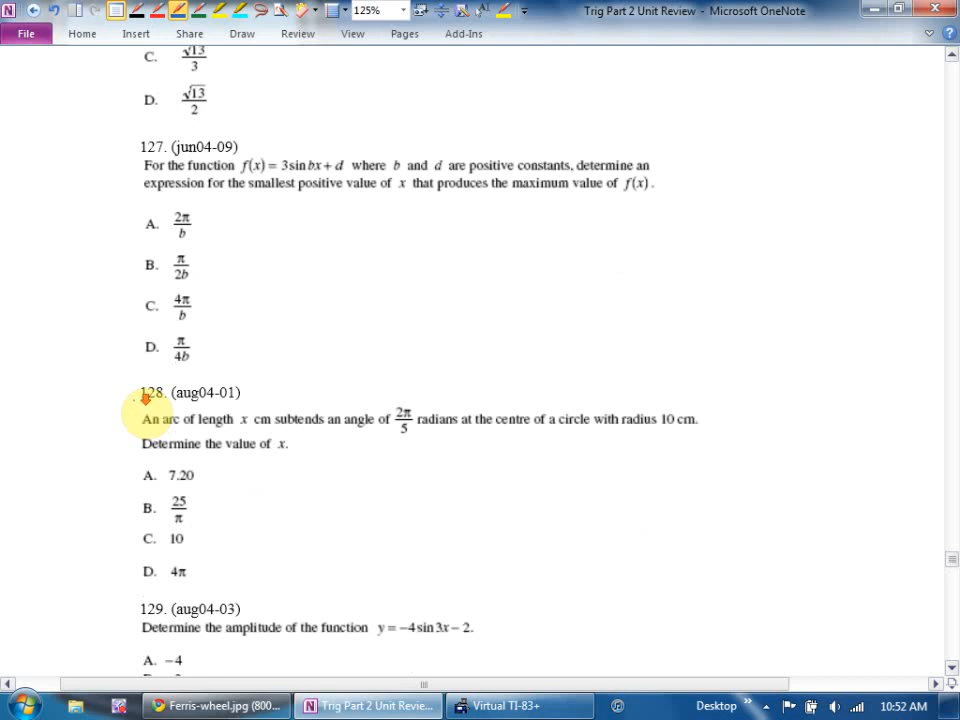 125%
Trig Part 2 Unit Review - Microsoft OneNote
File Home Insert Share Draw Review View Pages Add-Ins
C. √13/3
D. √13/2
127. (jun04-09)
For the function f(x) = 3 sin bx + d where b and d are positive constants, determine an
expression for the smallest positive value of x that produces the maximum value of f(x).
A. 2π/b
B. π/2b
C. 4π/b
D. π/4b
128. (aug04-01)
An arc of length x cm subtends an angle of 2π/5 radians at the centre of a circle with radius 10 cm.
Determine the value of x.
A. 7.20
B. 25/π
C. 10
D. 4π
129. (aug04-03)
Determine the amplitude of the function y = −4 sin 3x − 2.
A. −4
Ferris-wheel.jpg (800... Trig Part 2 Unit Revie... Virtual TI-83+ Desktop 10:52 AM